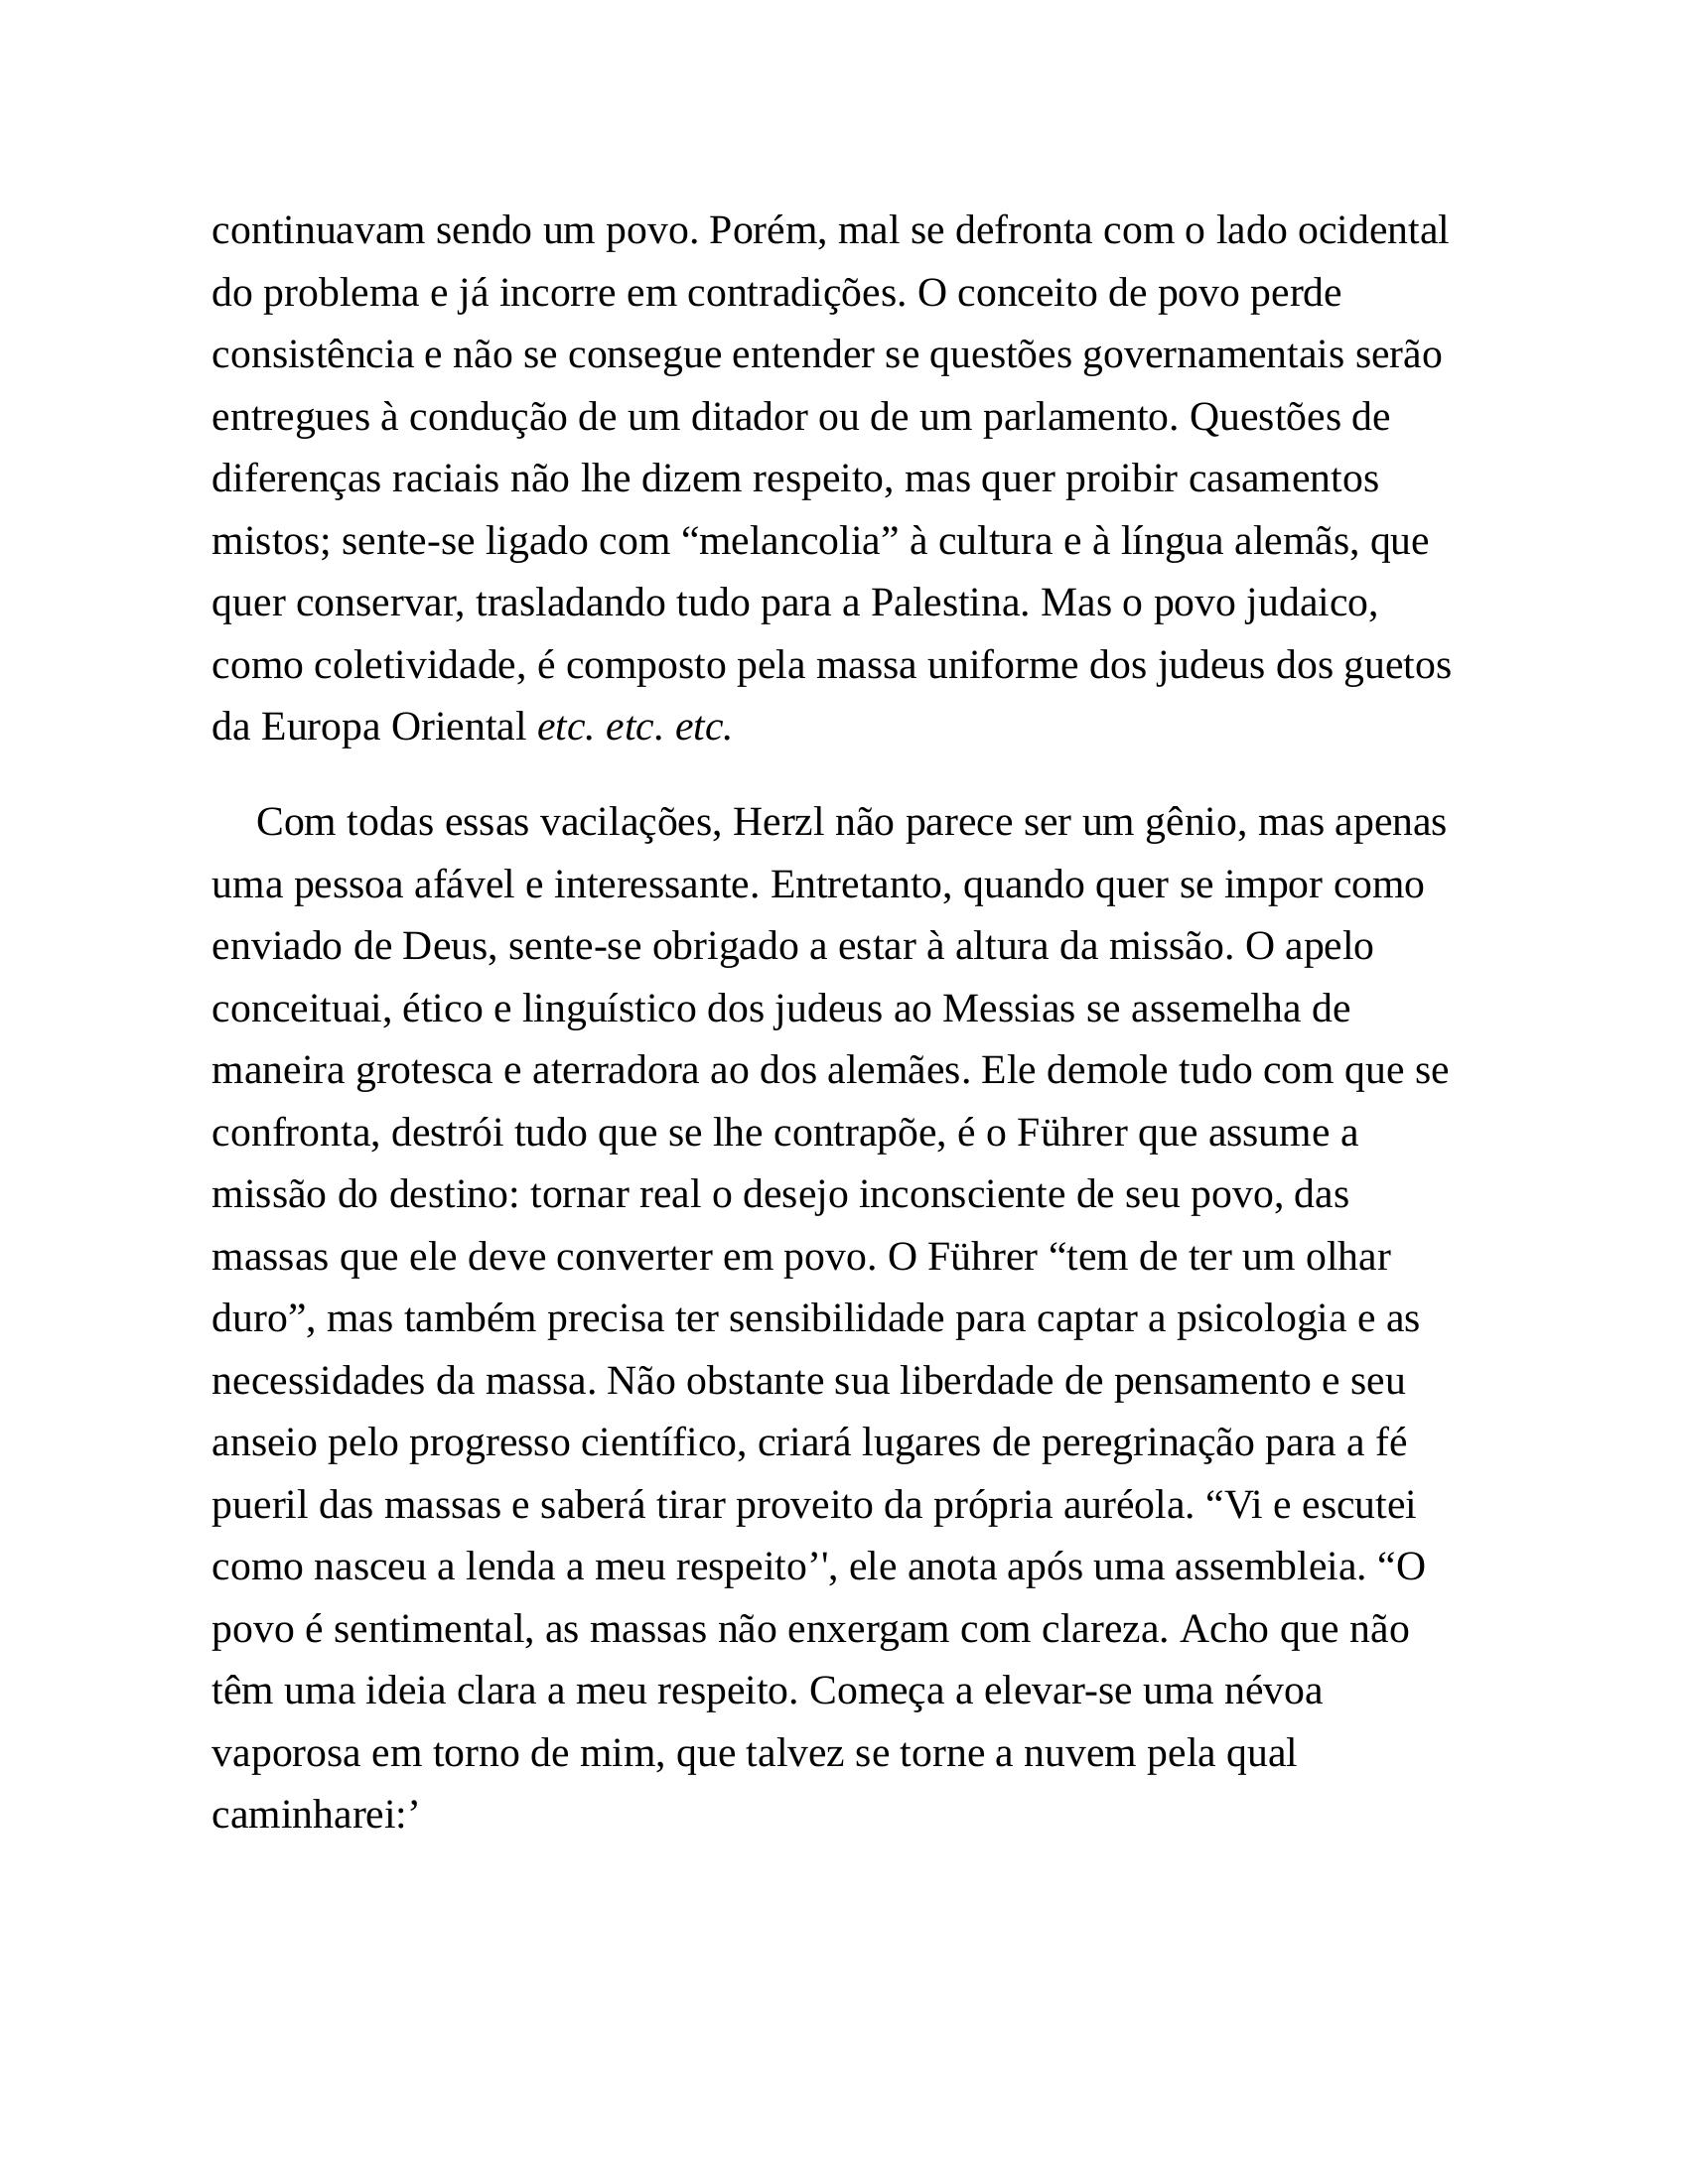 continuavam sendo um povo. Porém, mal se defronta com o lado ocidental
do problema e já incorre em contradições. O conceito de povo perde
consistência e não se consegue entender se questões governamentais serão
entregues à condução de um ditador ou de um parlamento. Questões de
diferenças raciais não lhe dizem respeito, mas quer proibir casamentos
mistos; sente-se ligado com “melancolia” à cultura e à língua alemãs, que
quer conservar, trasladando tudo para a Palestina. Mas o povo judaico,
como coletividade, é composto pela massa uniforme dos judeus dos guetos
da Europa Oriental etc. etc. etc.
Com todas essas vacilações, Herzl não parece ser um gênio, mas apenas
uma pessoa afável e interessante. Entretanto, quando quer se impor como
enviado de Deus, sente-se obrigado a estar à altura da missão. O apelo
conceituai, ético e linguístico dos judeus ao Messias se assemelha de
maneira grotesca e aterradora ao dos alemães. Ele demole tudo com que se
confronta, destrói tudo que se lhe contrapõe, é o Führer que assume a
missão do destino: tornar real o desejo inconsciente de seu povo, das
massas que ele deve converter em povo. O Führer “tem de ter um olhar
duro”, mas também precisa ter sensibilidade para captar a psicologia e as
necessidades da massa. Não obstante sua liberdade de pensamento e seu
anseio pelo progresso científico, criará lugares de peregrinação para a fé
pueril das massas e saberá tirar proveito da própria auréola. “Vi e escutei
como nasceu a lenda a meu respeito’', ele anota após uma assembleia. “O
povo é sentimental, as massas não enxergam com clareza. Acho que não
têm uma ideia clara a meu respeito. Começa a elevar-se uma névoa
vaporosa em torno de mim, que talvez se torne a nuvem pela qual
caminharei:’